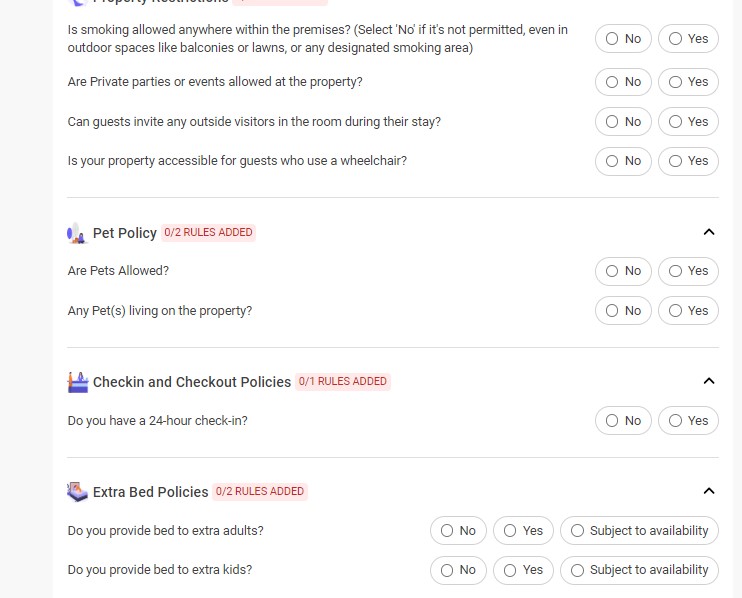 Property Restrictions
Is smoking allowed anywhere within the premises? (Select 'No' if it's not permitted, even in
outdoor spaces like balconies or lawns, or any designated smoking area)
No Yes
Are Private parties or events allowed at the property? No Yes
Can guests invite any outside visitors in the room during their stay? No Yes
Is your property accessible for guests who use a wheelchair? No Yes
Pet Policy 0/2 RULES ADDED
Are Pets Allowed? No Yes
Any Pet(s) living on the property? No Yes
Checkin and Checkout Policies 0/1 RULES ADDED
Do you have a 24-hour check-in? No Yes
Extra Bed Policies 0/2 RULES ADDED
Do you provide bed to extra adults? No Yes Subject to availability
Do you provide bed to extra kids? No Yes Subject to availability